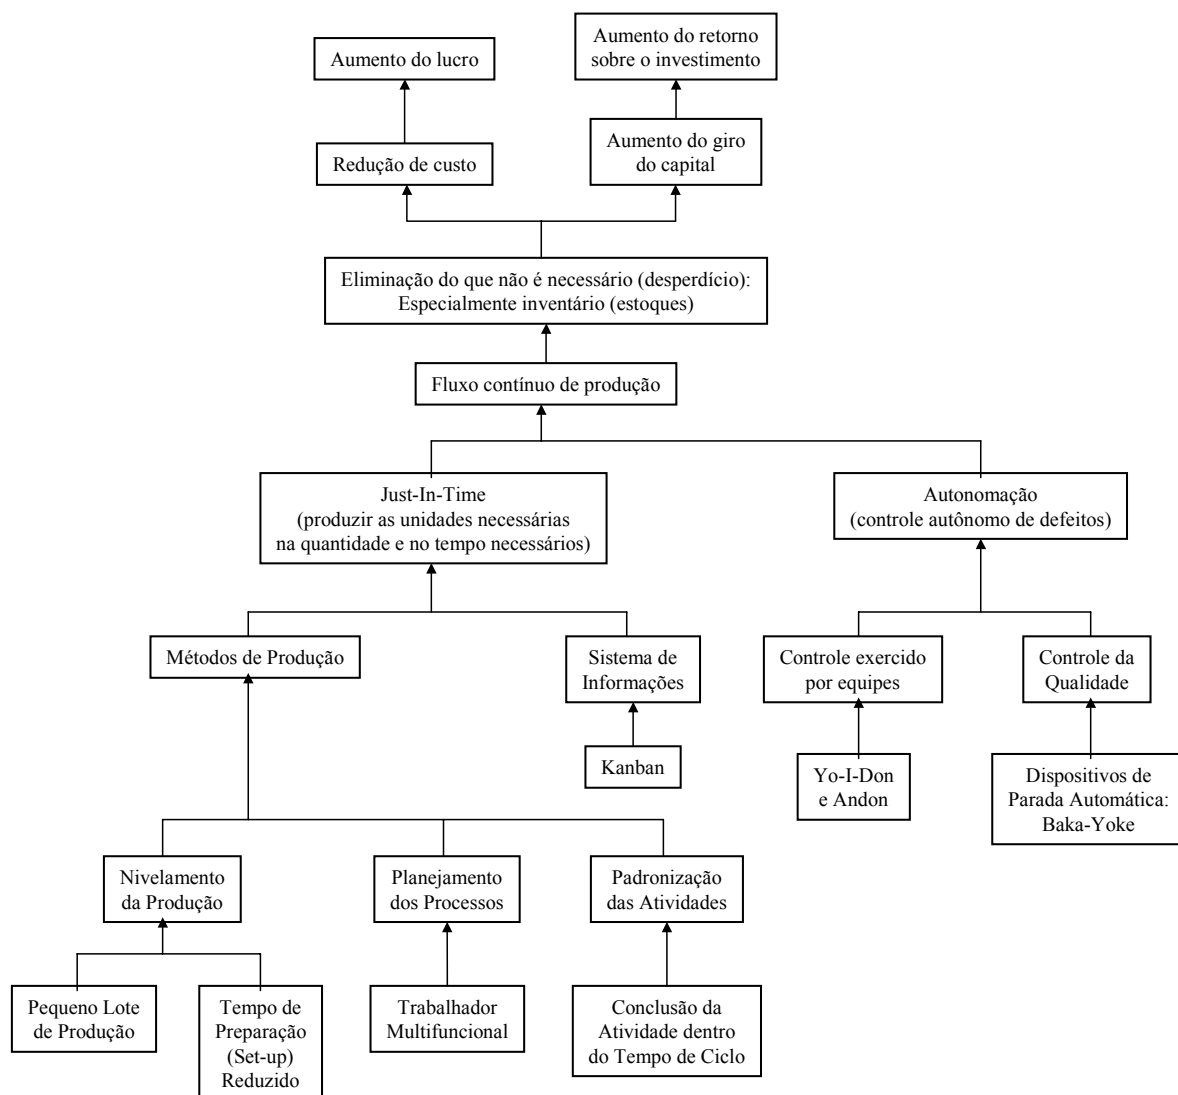 Aumento do lucro
Aumento do retorno
sobre o investimento
Redução de custo
Aumento do giro
do capital
Eliminação do que não é necessário (desperdício):
Especialmente inventário (estoques)
Fluxo contínuo de produção
Just-In-Time
(produzir as unidades necessárias
na quantidade e no tempo necessários)
Autonomação
(controle autônomo de defeitos)
Métodos de Produção
Sistema de
Informações
Controle exercido
por equipes
Controle da
Qualidade
Kanban
Yo-I-Don
e Andon
Dispositivos de
Parada Automática:
Baka-Yoke
Nivelamento
da Produção
Planejamento
dos Processos
Padronização
das Atividades
Pequeno Lote
de Produção
Tempo de
Preparação
(Set-up)
Reduzido
Trabalhador
Multifuncional
Conclusão da
Atividade dentro
do Tempo de Ciclo